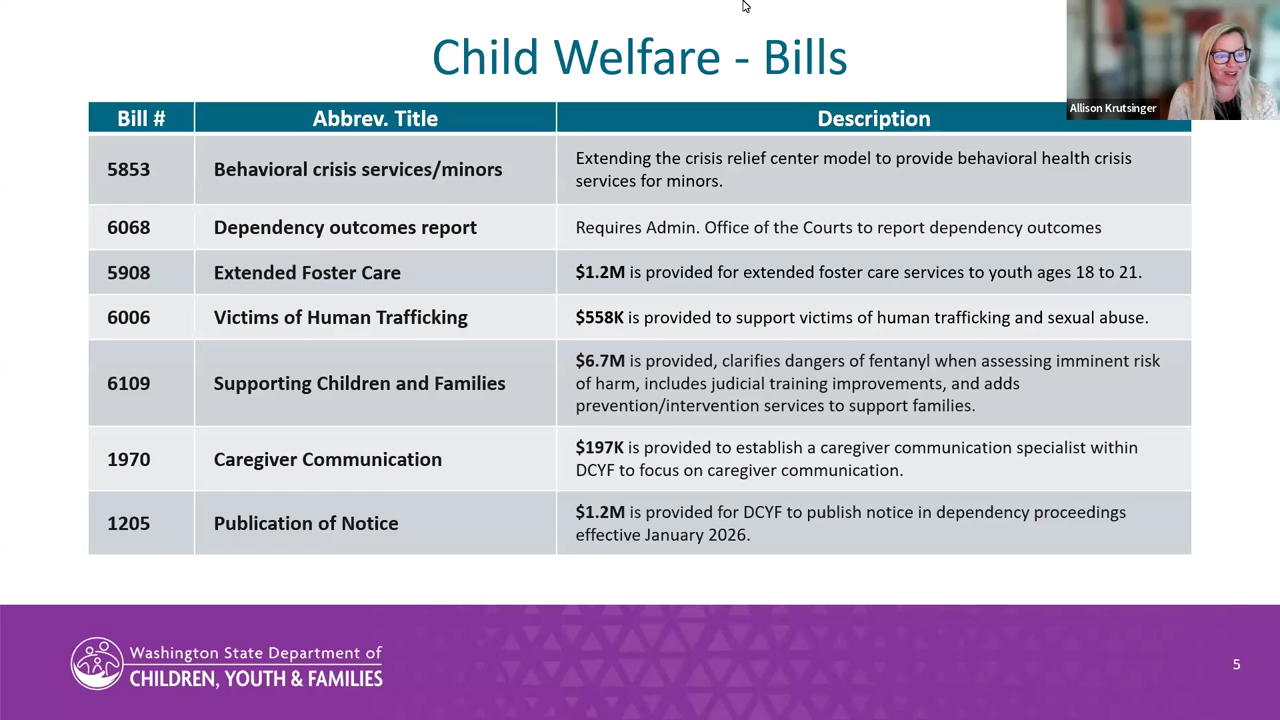 Child Welfare - Bills
Allison Krutsinger
Bill #
Abbrev. Title
Description
5853
Behavioral crisis services/minors
Extending the crisis relief center model to provide behavioral health crisis
services for minors.
6068
Dependency outcomes report
Requires Admin. Office of the Courts to report dependency outcomes
5908
Extended Foster Care
$1.2M is provided for extended foster care services to youth ages 18 to 21.
6006
Victims of Human Trafficking
$558K is provided to support victims of human trafficking and sexual abuse.
6109
Supporting Children and Families
$6.7M is provided, clarifies dangers of fentanyl when assessing imminent risk
of harm, includes judicial training improvements, and adds
prevention/intervention services to support families.
1970
Caregiver Communication
$197K is provided to establish a caregiver communication specialist within
DCYF to focus on caregiver communication.
1205
Publication of Notice
$1.2M is provided for DCYF to publish notice in dependency proceedings
effective January 2026.
Washington State Department of
CHILDREN, YOUTH & FAMILIES
5